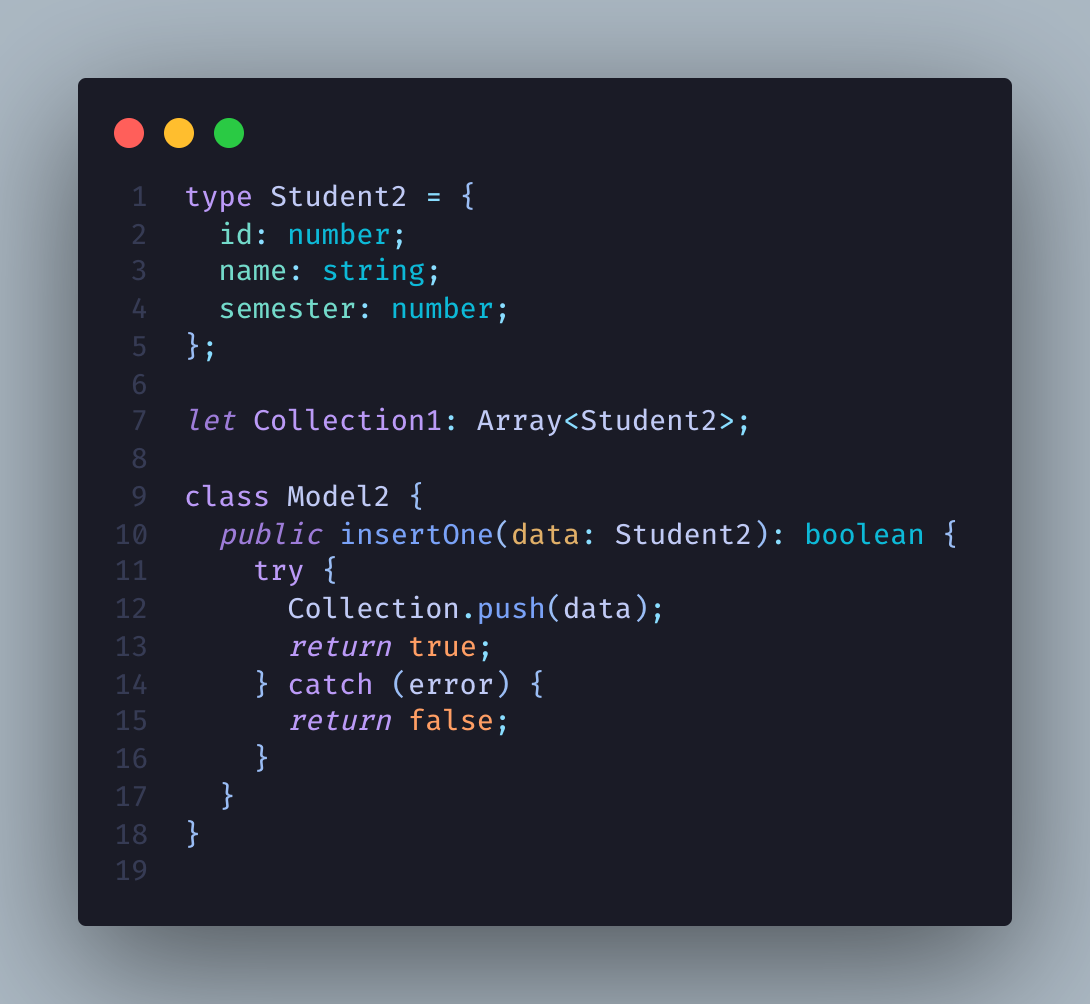 1 type Student2 = {
2   id: number;
3   name: string;
4   semester: number;
5 };
6
7 let Collection1: Array<Student2>;
8
9 class Model2 {
10   public insertOne(data: Student2): boolean {
11     try {
12       Collection.push(data);
13       return true;
14     } catch (error) {
15       return false;
16     }
17   }
18 }
19